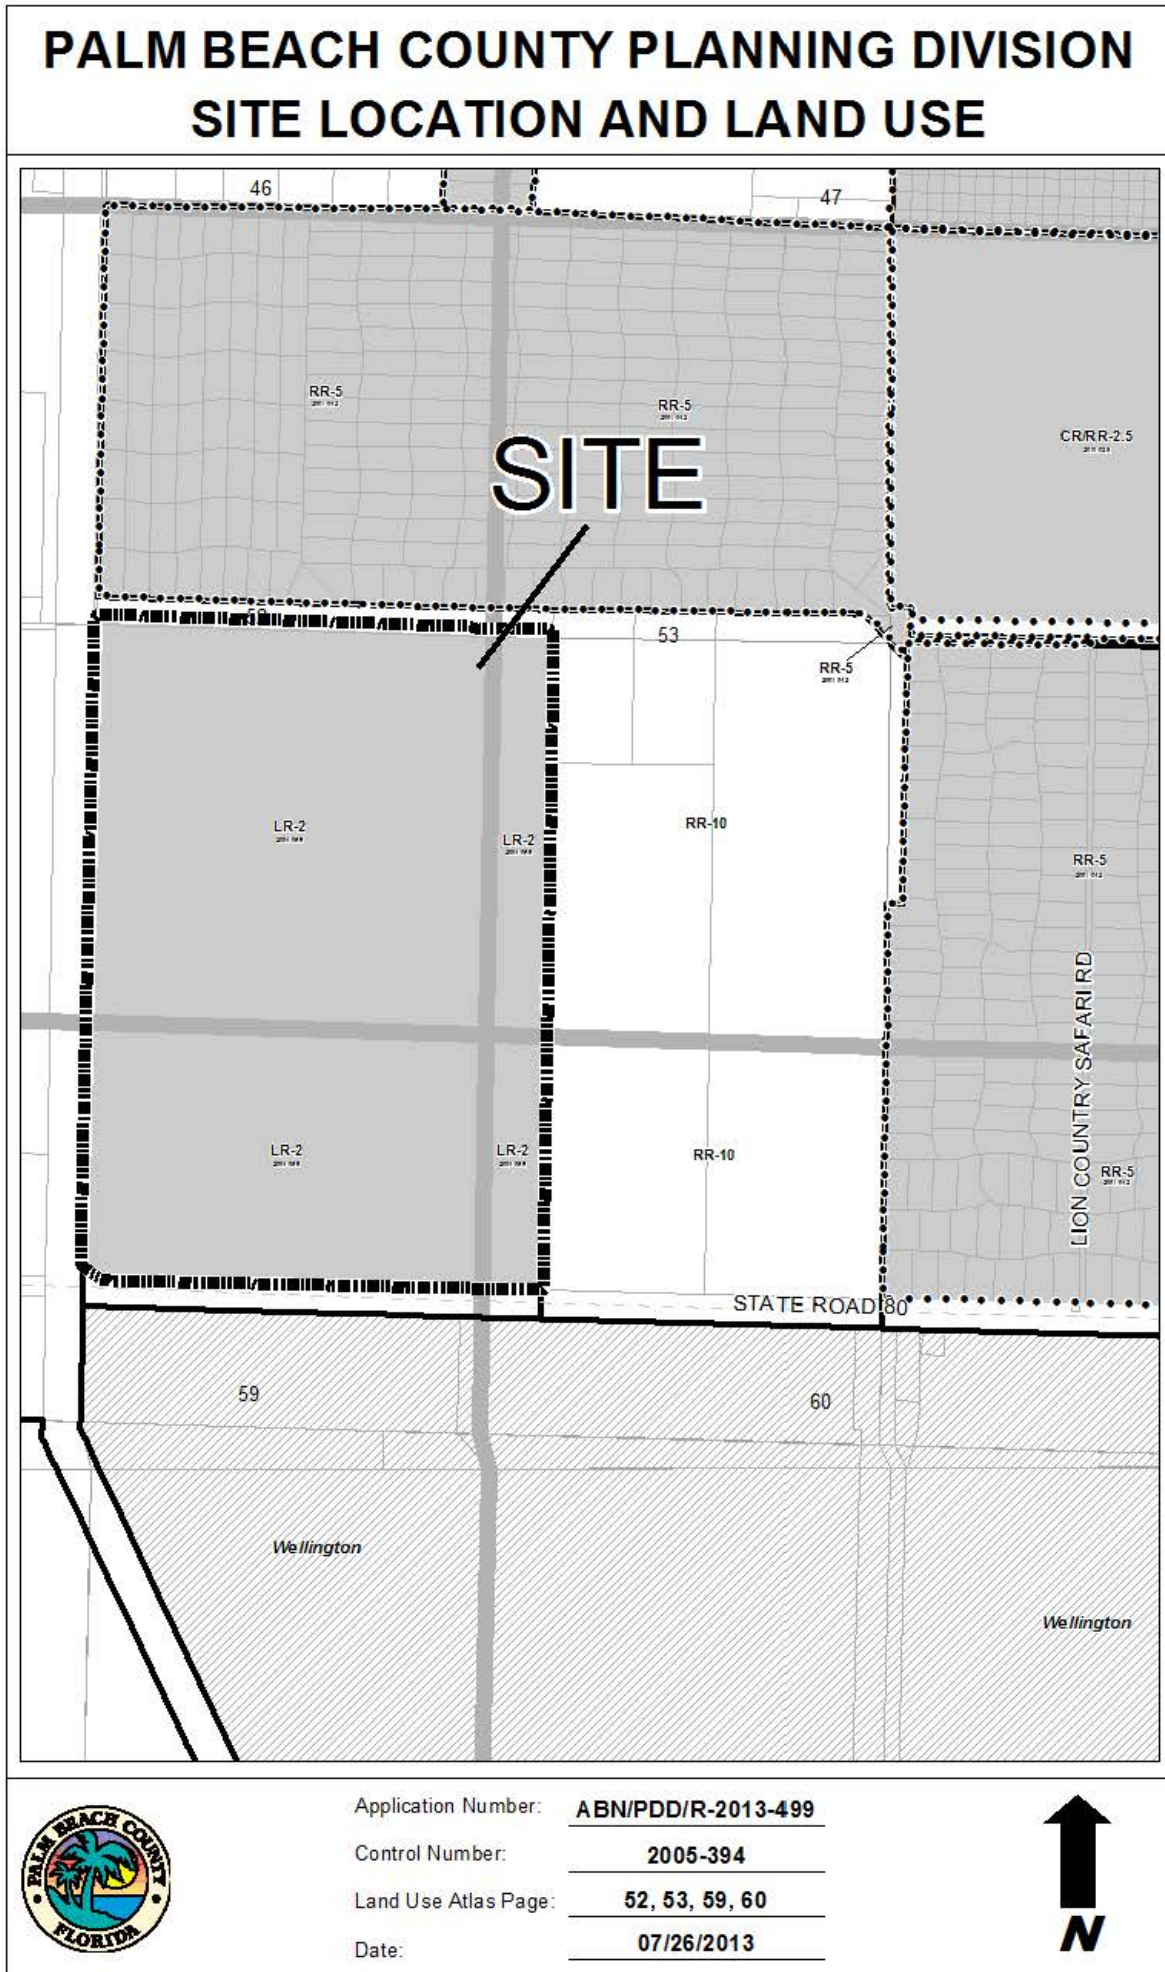 PALM BEACH COUNTY PLANNING DIVISION
SITE LOCATION AND LAND USE
46
47
RR-5
RR-5
CR/RR-2.5
SITE
53
RR-5
LR-2
LR-2
RR-10
RR-5
LION COUNTRY SAFARI RD
LR-2
LR-2
RR-10
RR-5
STATE ROAD 80
59
60
Wellington
Wellington
PALM BEACH COUNTY
FLORIDA
Application Number: ABN/PDD/R-2013-499
Control Number: 2005-394
Land Use Atlas Page: 52, 53, 59, 60
Date: 07/26/2013
N